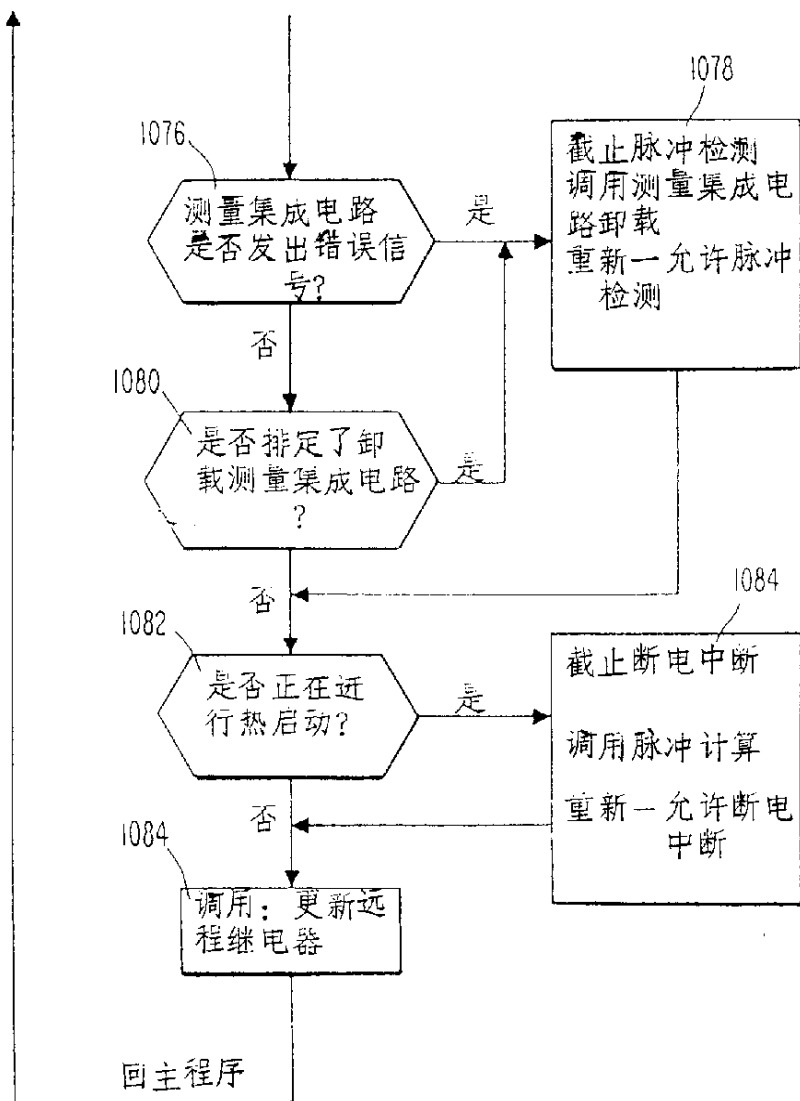 1076
测量集成电路
是否发出错误信
号？
是
1078
截止脉冲检测
调用测量集成电
路卸载
重新一允许脉冲
检测
否
1080
是否排定了卸
载测量集成电路
？
是
否
1082
是否正在进
行热启动？
是
1084
截止断电中断
调用脉冲计算
重新一允许断电
中断
否
1084
调用：更新远
程继电器
回主程序